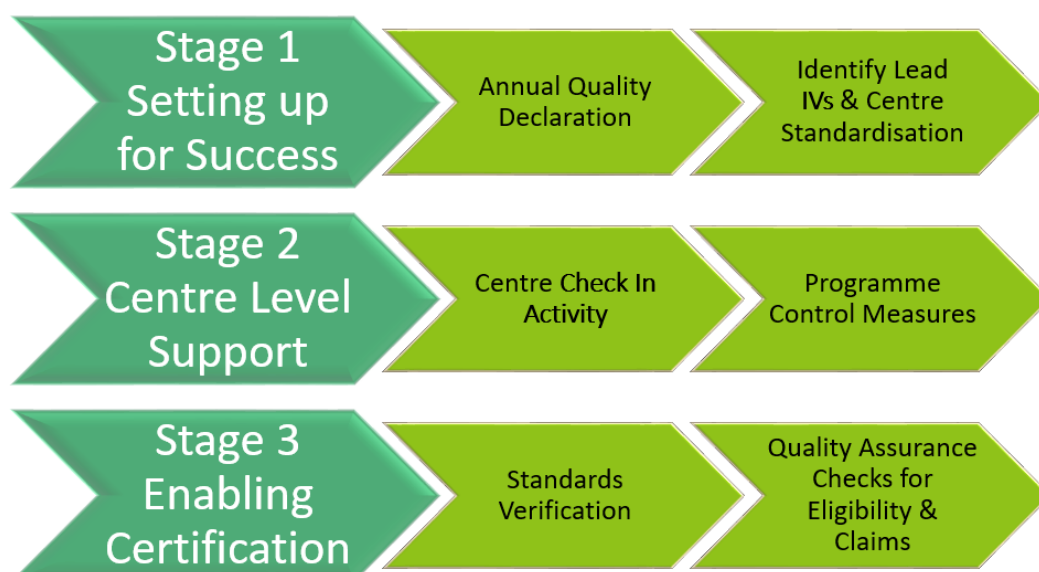 Stage 1
Setting up
for Success
Annual Quality
Declaration
Identify Lead
IVs & Centre
Standardisation
Stage 2
Centre Level
Support
Centre Check In
Activity
Programme
Control Measures
Stage 3
Enabling
Certification
Standards
Verification
Quality Assurance
Checks for
Eligibility &
Claims